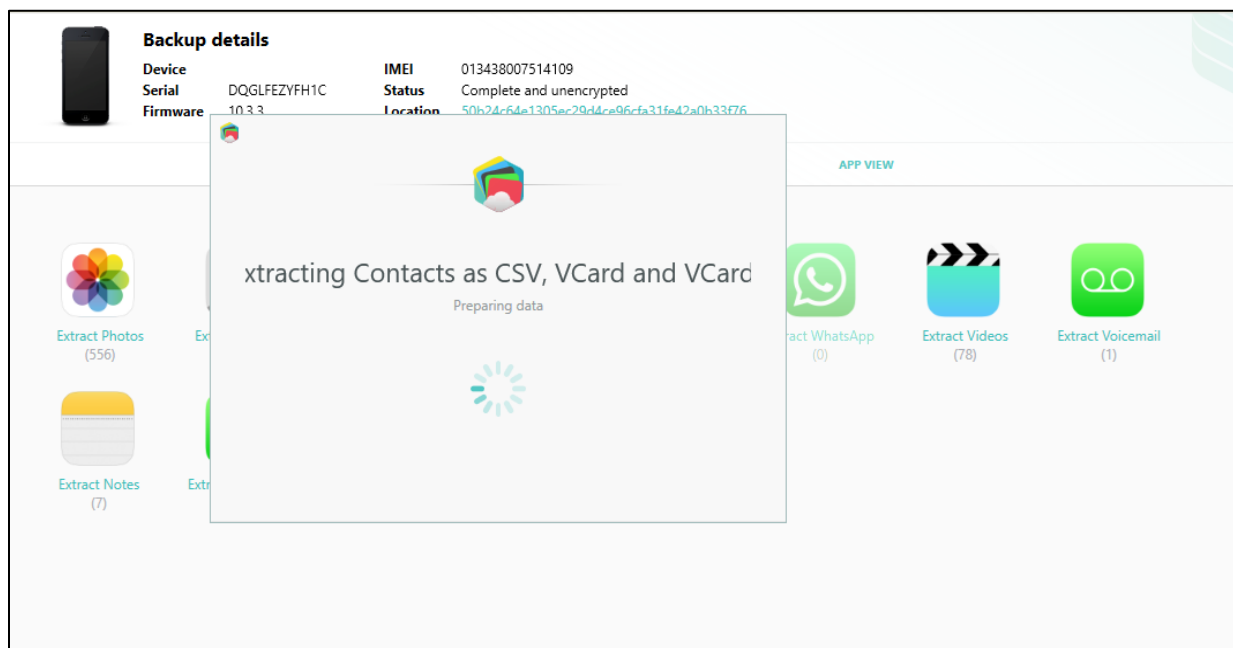 Backup details
Device
IMEI 013438007514109
Serial DQGLFEZYFH1C Status Complete and unencrypted
Firmware 10.3.3 Location 50b24c64e1305ec29d4ce96cfa31fe42a0b33f76
APP VIEW
xtracting Contacts as CSV, VCard and VCard
Preparing data
Extract Photos
(556)
Ex
ract WhatsApp
(0)
Extract Videos
(78)
Extract Voicemail
(1)
Extract Notes
(7)
Extr